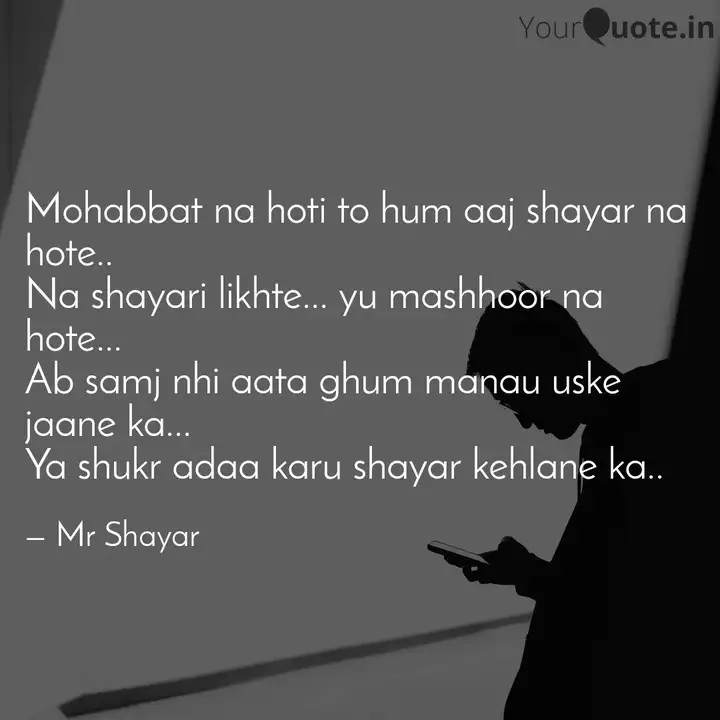 YourQuote.in
Mohabbat na hoti to hum aaj shayar na
hote..
Na shayari likhte... yu mashhoor na
hote...
Ab samj nhi aata ghum manau uske
jaane ka...
Ya shukr adaa karu shayar kehlane ka..
– Mr Shayar